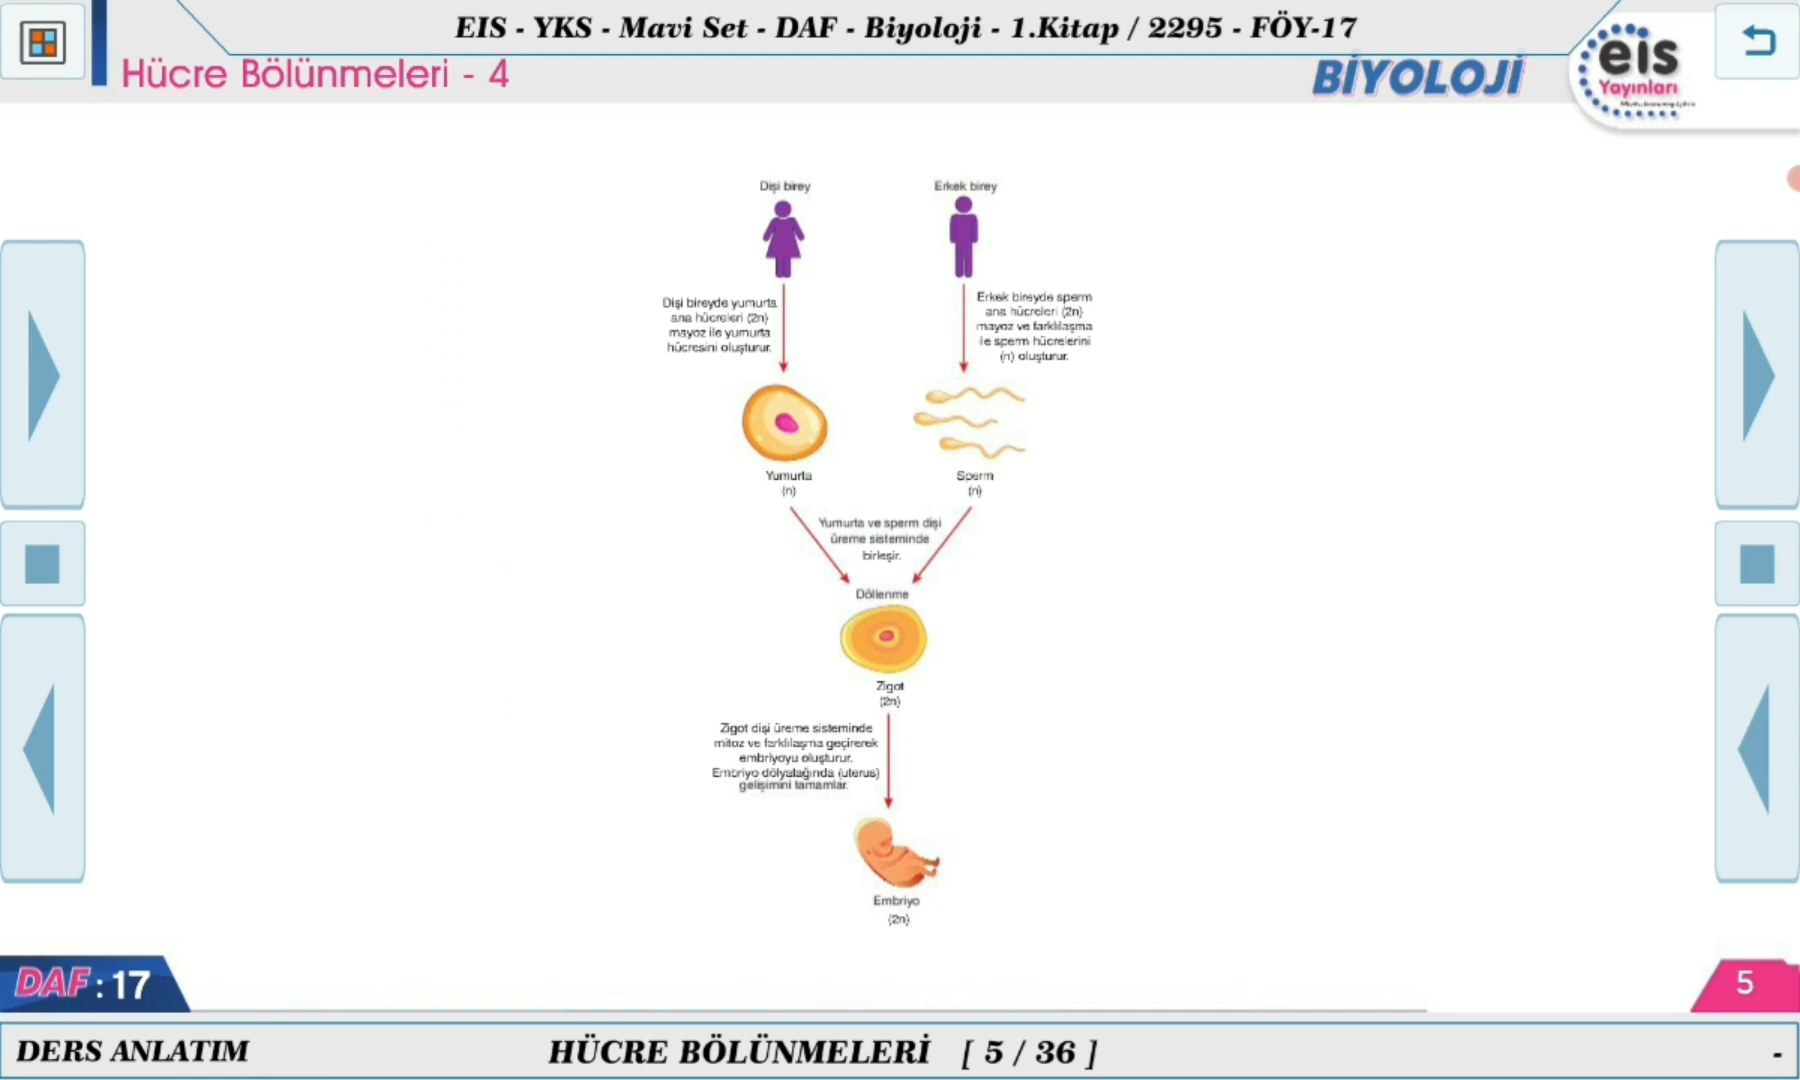 EIS - YKS - Mavi Set - DAF - Biyoloji - 1.Kitap / 2295 - FÖY-17
Hücre Bölünmeleri - 4
BİYOLOJİ
eis
Yayınları
Dişi birey
Erkek birey
Dişi bireyde yumurta
ana hücreleri (2n)
mayoz ile yumurta
hücresini oluşturur.
Erkek bireyde sperm
ana hücreleri (2n)
mayoz ve farklılaşma
ile sperm hücrelerini
(n) oluşturur.
Yumurta
(n)
Sperm
(n)
Yumurta ve sperm dişi
üreme sisteminde
birleşir.
Döllenme
Zigot
(2n)
Zigot dişi üreme sisteminde
mitoz ve farklılaşma geçirerek
embriyoyu oluşturur.
Embriyo dölyatağında (uterus)
gelişimini tamamlar.
Embriyo
(2n)
DAF : 17
5
DERS ANLATIM
HÜCRE BÖLÜNMELERİ [ 5 / 36 ]
-